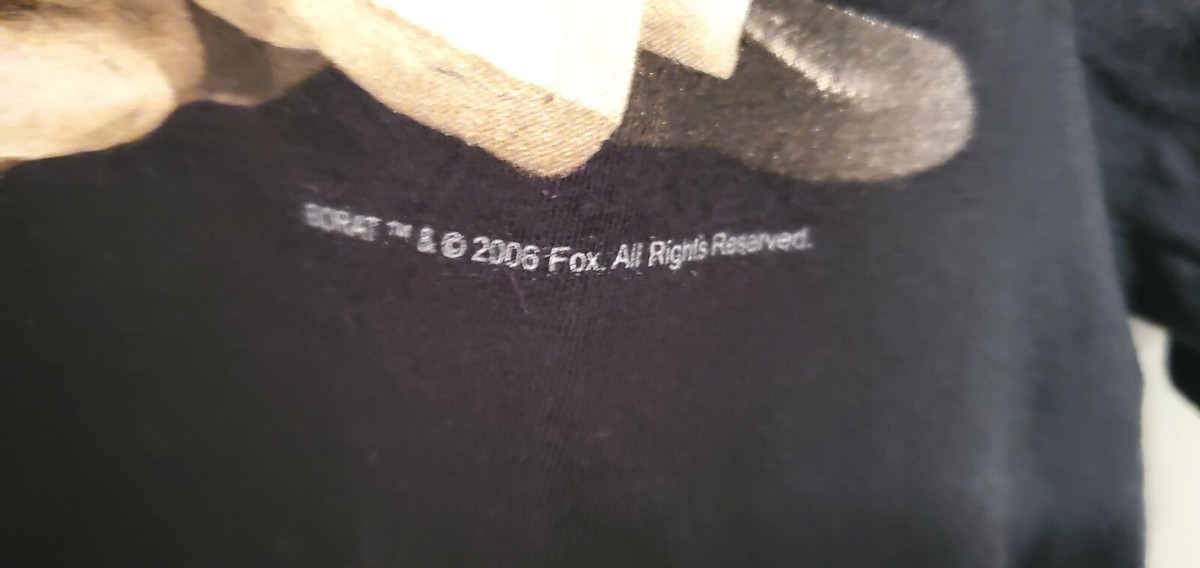 BORAT ™ & © 2006 Fox. All Rights Reserved.